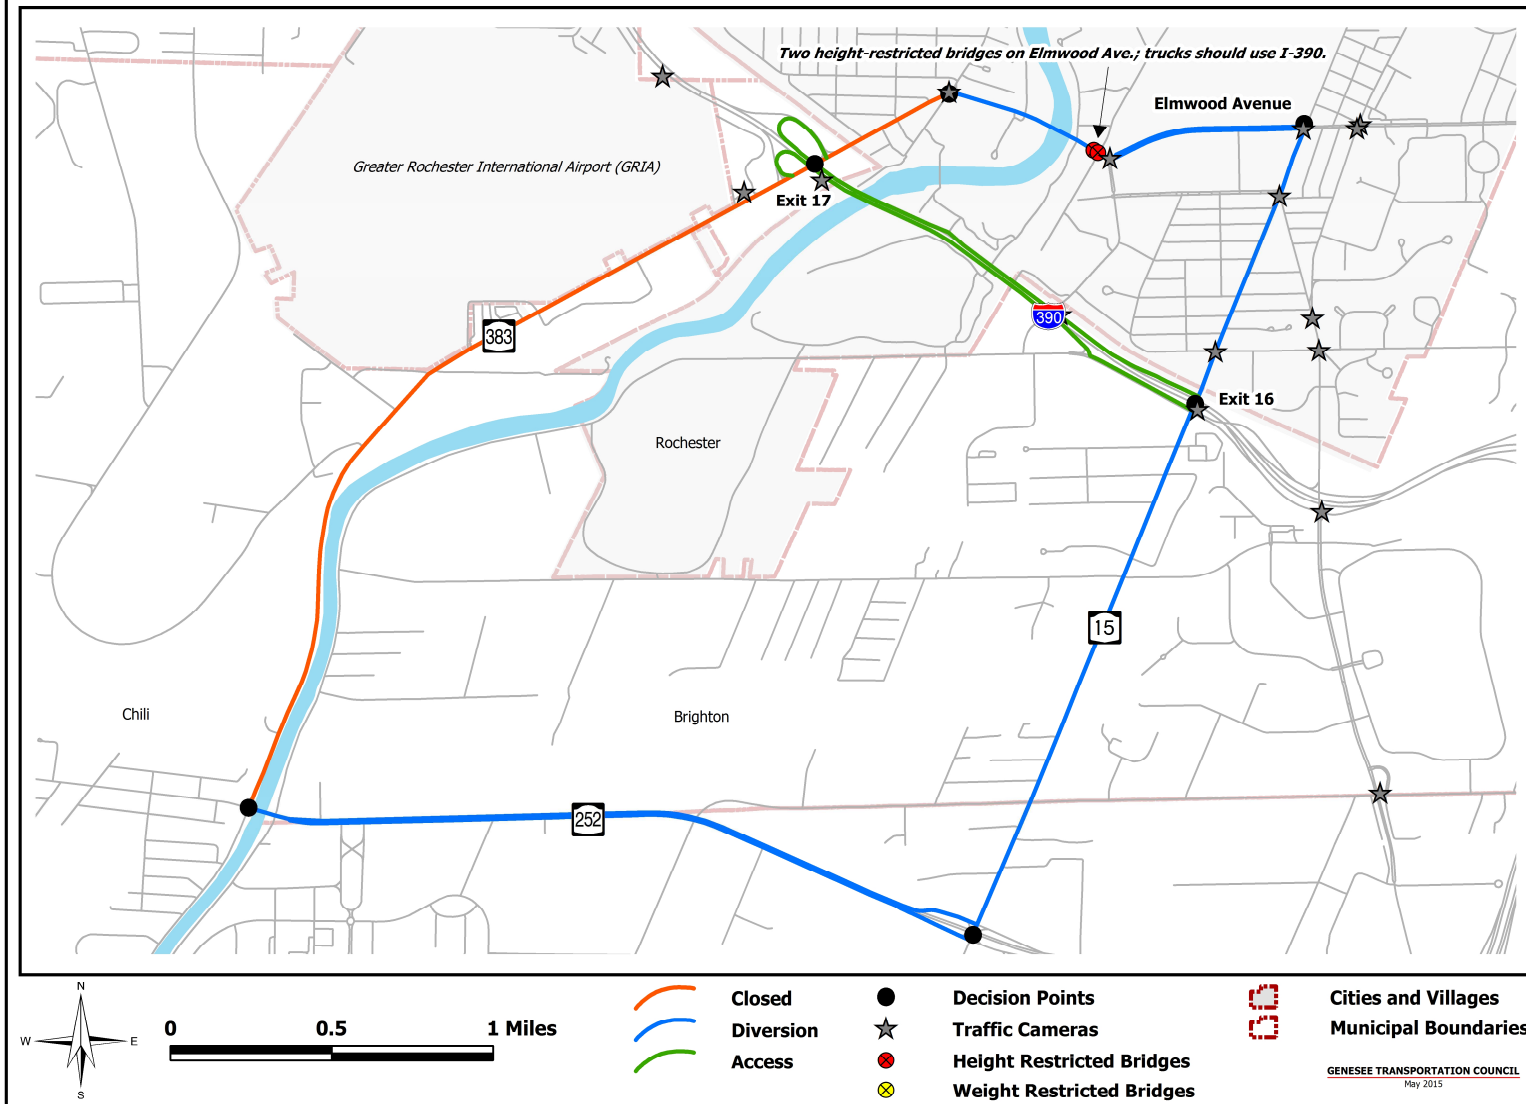 Two height-restricted bridges on Elmwood Ave.; trucks should use I-390.
Elmwood Avenue
Greater Rochester International Airport (GRIA)
Exit 17
390
383
Exit 16
Rochester
15
Chili
Brighton
252
N
W
E
S
0
0.5
1 Miles
Closed
Diversion
Access
Decision Points
Traffic Cameras
Height Restricted Bridges
Weight Restricted Bridges
Cities and Villages
Municipal Boundaries
GENESEE TRANSPORTATION COUNCIL
May 2015